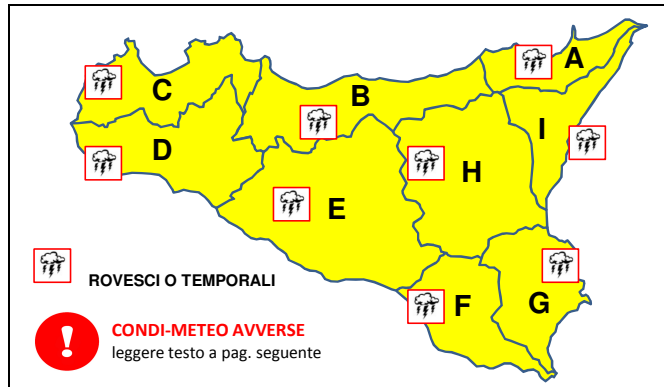 A
B
C
I
D
H
E
F
G
ROVESCI O TEMPORALI
!
CONDI-METEO AVVERSE
leggere testo a pag. seguente